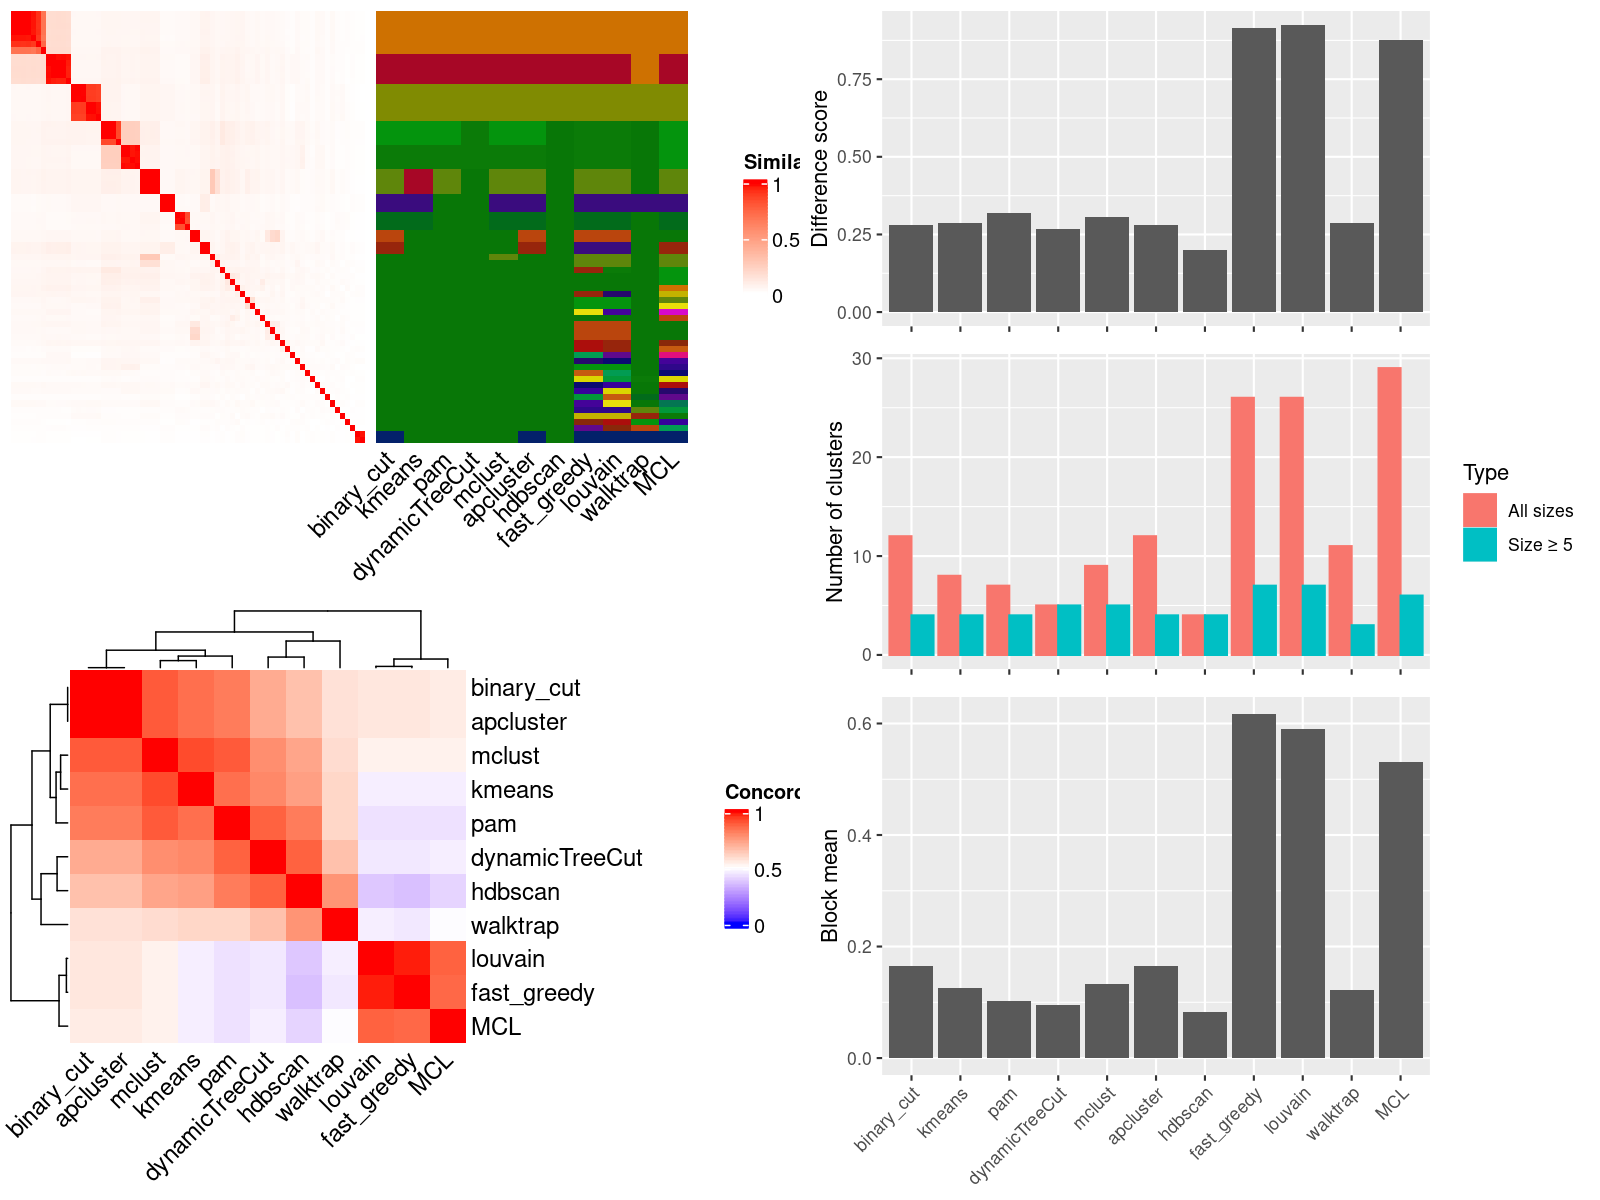 Simila
1
0.5
0
binary_cut
kmeans
pam
dynamicTreeCut
mclust
apcluster
hdbscan
fast_greedy
louvain
walktrap
MCL
binary_cut
apcluster
mclust
kmeans
pam
dynamicTreeCut
hdbscan
walktrap
louvain
fast_greedy
MCL
Concord
1
0.5
0
binary_cut
apcluster
mclust
kmeans
pam
dynamicTreeCut
hdbscan
walktrap
louvain
fast_greedy
MCL
Difference score
0.75
0.50
0.25
0.00
Number of clusters
30
20
10
0
Type
All sizes
Size ≥ 5
Block mean
0.6
0.4
0.2
0.0
binary_cut
kmeans
pam
dynamicTreeCut
mclust
apcluster
hdbscan
fast_greedy
louvain
walktrap
MCL